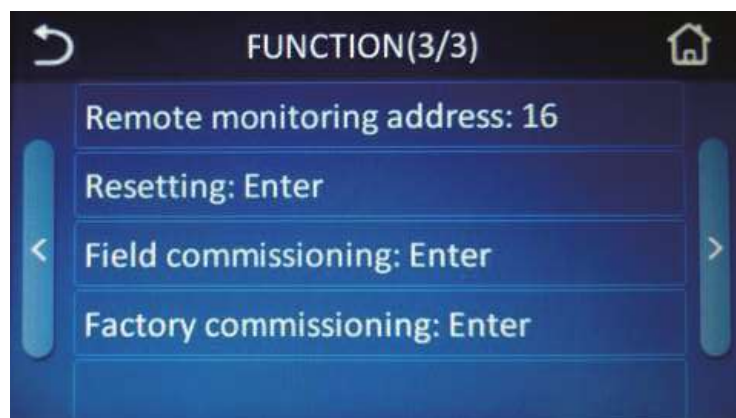 FUNCTION(3/3)
Remote monitoring address: 16
Resetting: Enter
Field commissioning: Enter
Factory commissioning: Enter